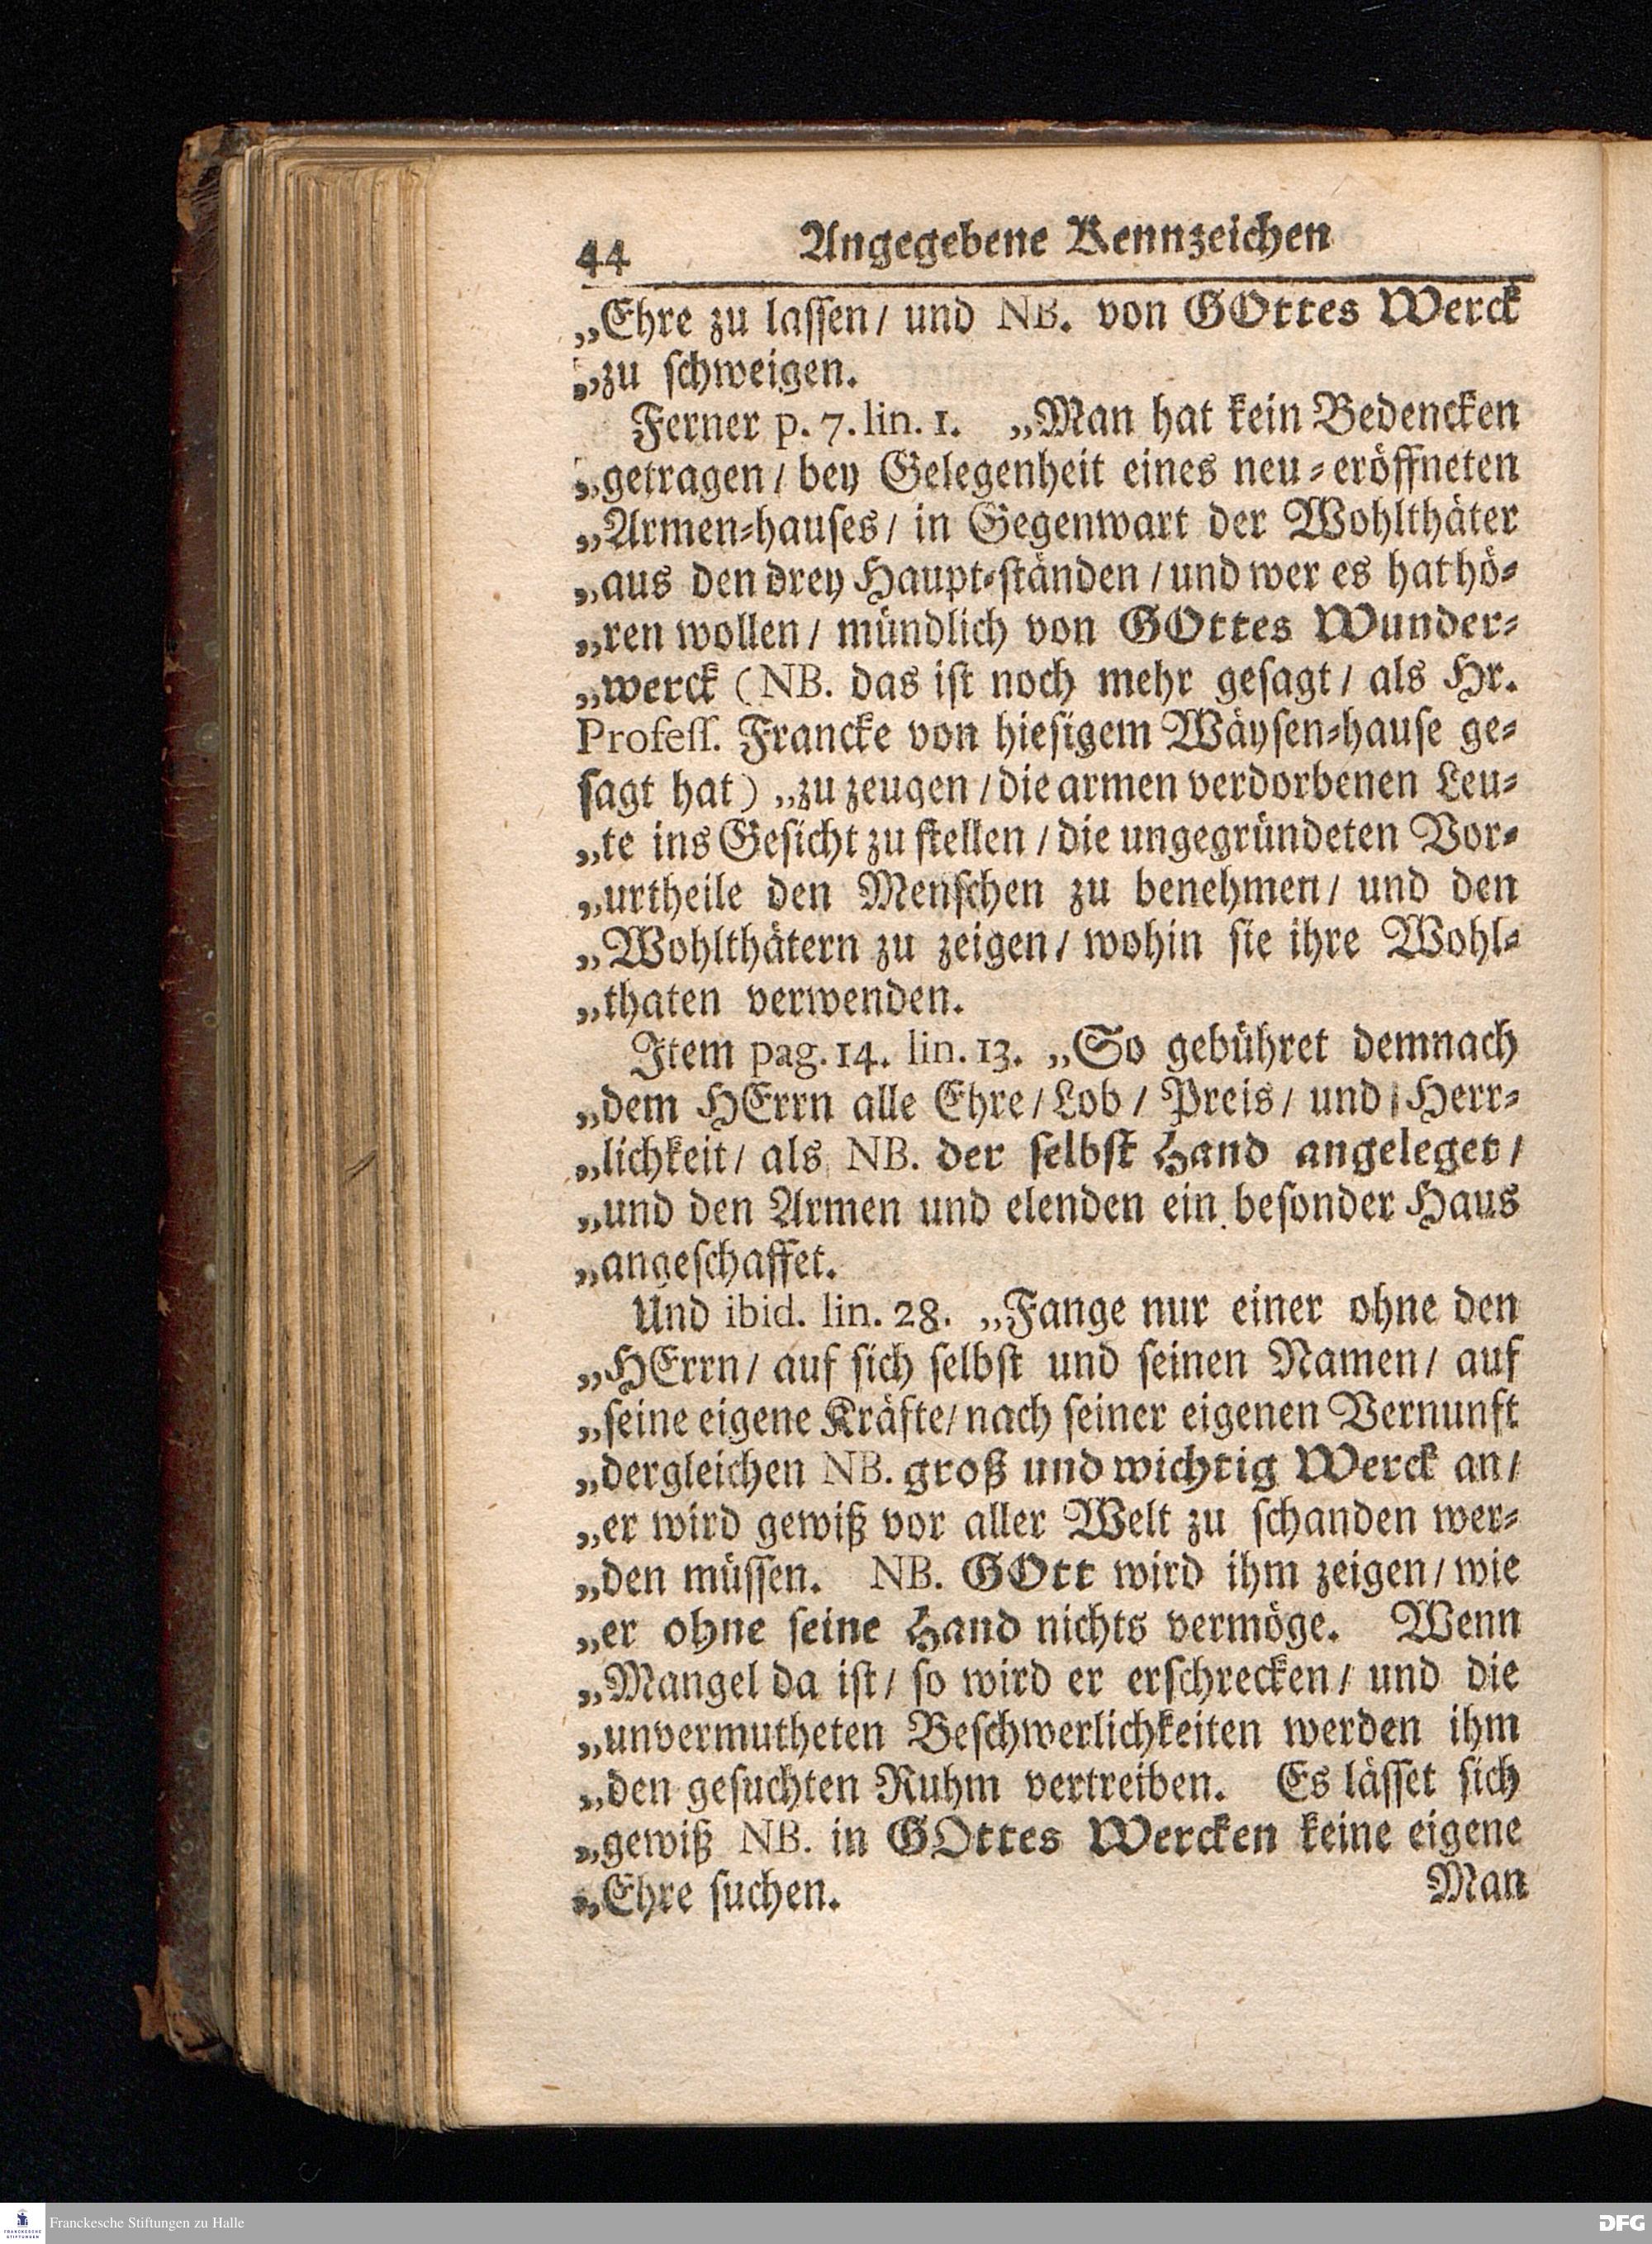 44 Angegebene Kennzeichen
„Ehre zu laſſen/ und NB. von GOttes Werck
„zu ſchweigen.
Ferner p. 7. lin. 1. „Man hat kein Bedencken
„getragen/ bey Gelegenheit eines neu⸗eröffneten
„Armen⸗hauſes/ in Gegenwart der Wohlthäter
„aus den drey Haupt⸗ſtänden/ und wer es hat hö⸗
„ren wollen/ mündlich von GOttes Wunder⸗
„werck (NB. das iſt noch mehr geſagt/ als Hr.
Profeſſ. Francke von hieſigem Wäyſen⸗hauſe ge⸗
ſagt hat) „zu zeugen/ die armen verdorbenen Leu⸗
„te ins Geſicht zu ſtellen/ die ungegründeten Vor⸗
„urtheile den Menſchen zu benehmen/ und den
„Wohlthätern zu zeigen/ wohin ſie ihre Wohl⸗
„thaten verwenden.
Item pag. 14. lin. 13. „So gebühret demnach
„dem HErrn alle Ehre/ Lob/ Preis/ und Herr⸗
„lichkeit/ als NB. der ſelbſt Hand angeleget/
„und den Armen und elenden ein beſonder Haus
„angeſchaffet.
Und ibid. lin. 28. „Fange nur einer ohne den
„HErrn/ auf ſich ſelbſt und ſeinen Namen/ auf
„ſeine eigene Kräfte/ nach ſeiner eigenen Vernunft
„dergleichen NB. groß und wichtig Werck an/
„er wird gewiß vor aller Welt zu ſchanden wer⸗
„den müſſen. NB. GOtt wird ihm zeigen/ wie
„er ohne ſeine Hand nichts vermöge. Wenn
„Mangel da iſt/ ſo wird er erſchrecken/ und die
„unvermutheten Beſchwerlichkeiten werden ihm
„den geſuchten Ruhm vertreiben. Es läſſet ſich
„gewiß NB. in GOttes Wercken keine eigene
„Ehre ſuchen. Man
Franckesche Stiftungen zu Halle
DFG